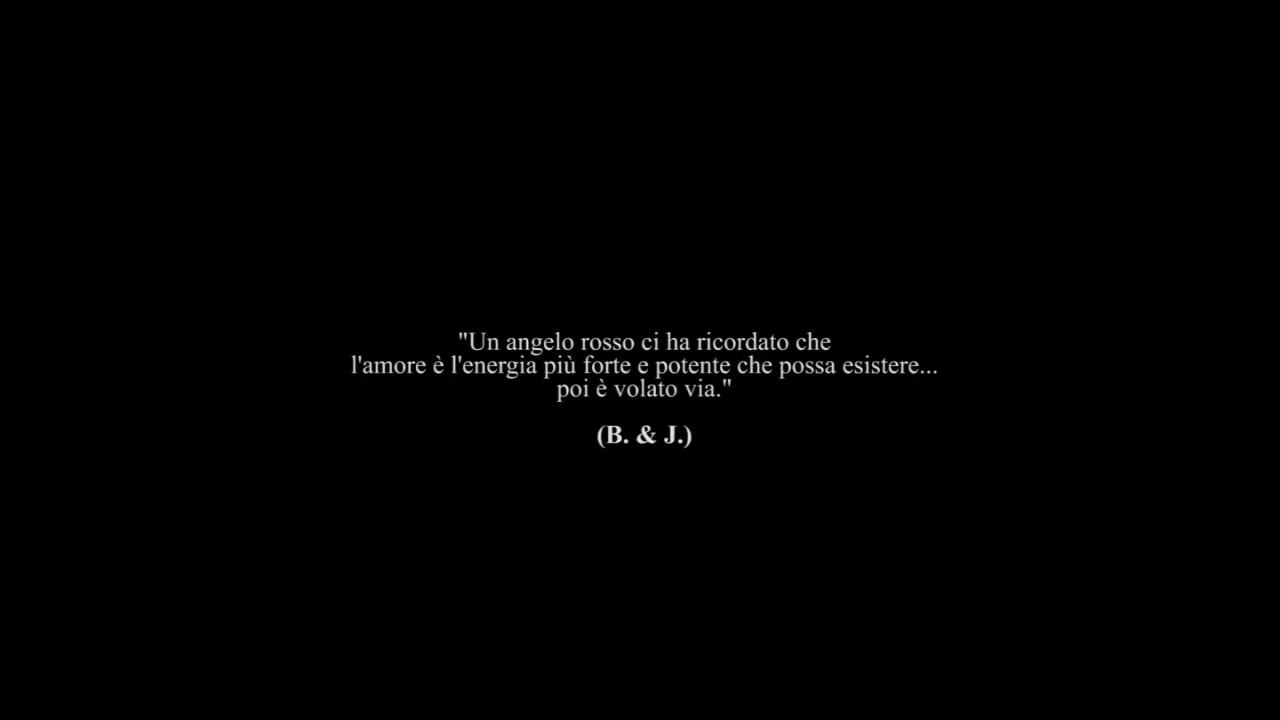 "Un angelo rosso ci ha ricordato che
l'amore è l'energia più forte e potente che possa esistere...
poi è volato via."
(B. & J.)